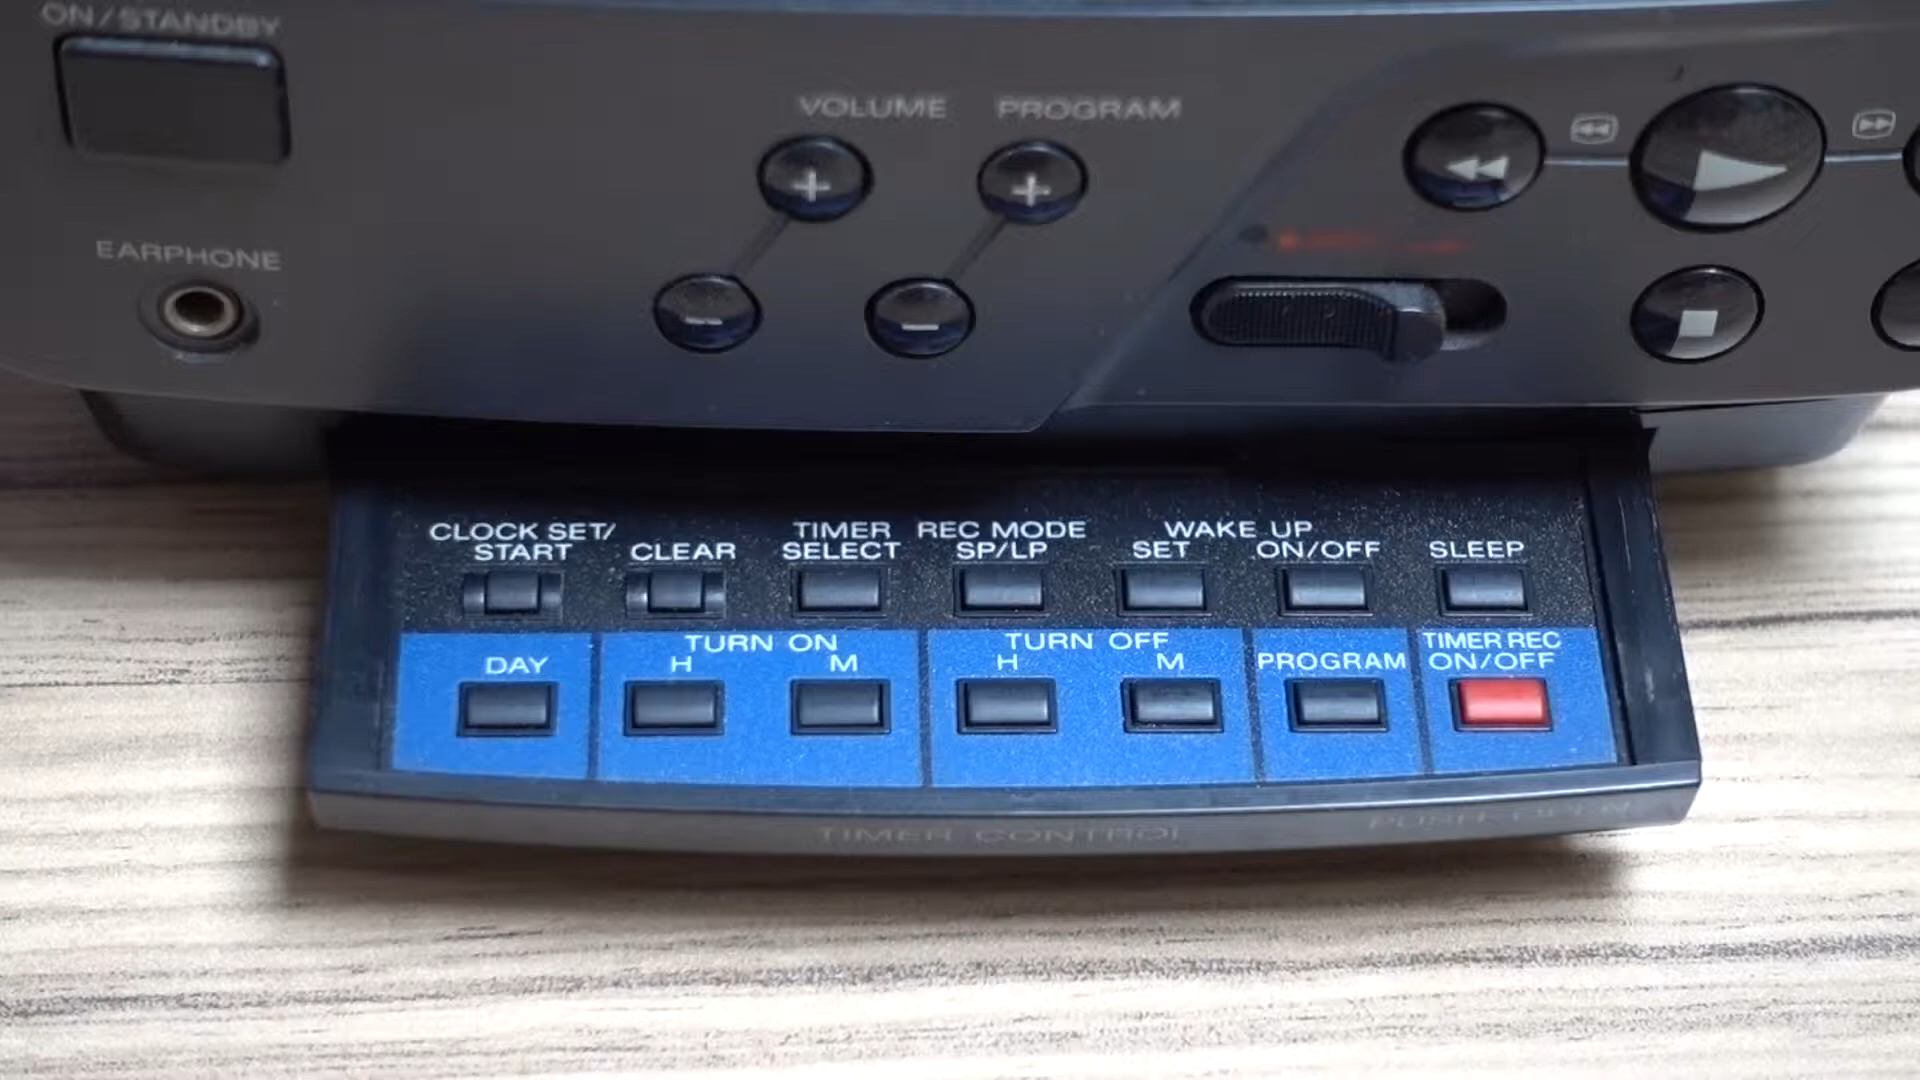 ON/STANDBY
VOLUME PROGRAM
EARPHONE
CLOCK SET/
START
CLEAR
TIMER
SELECT
REC MODE
SP/LP
WAKE UP
SET ON/OFF
SLEEP
DAY
TURN ON
H M
TURN OFF
H M
PROGRAM
TIMER REC
ON/OFF
TIMER CONTROL